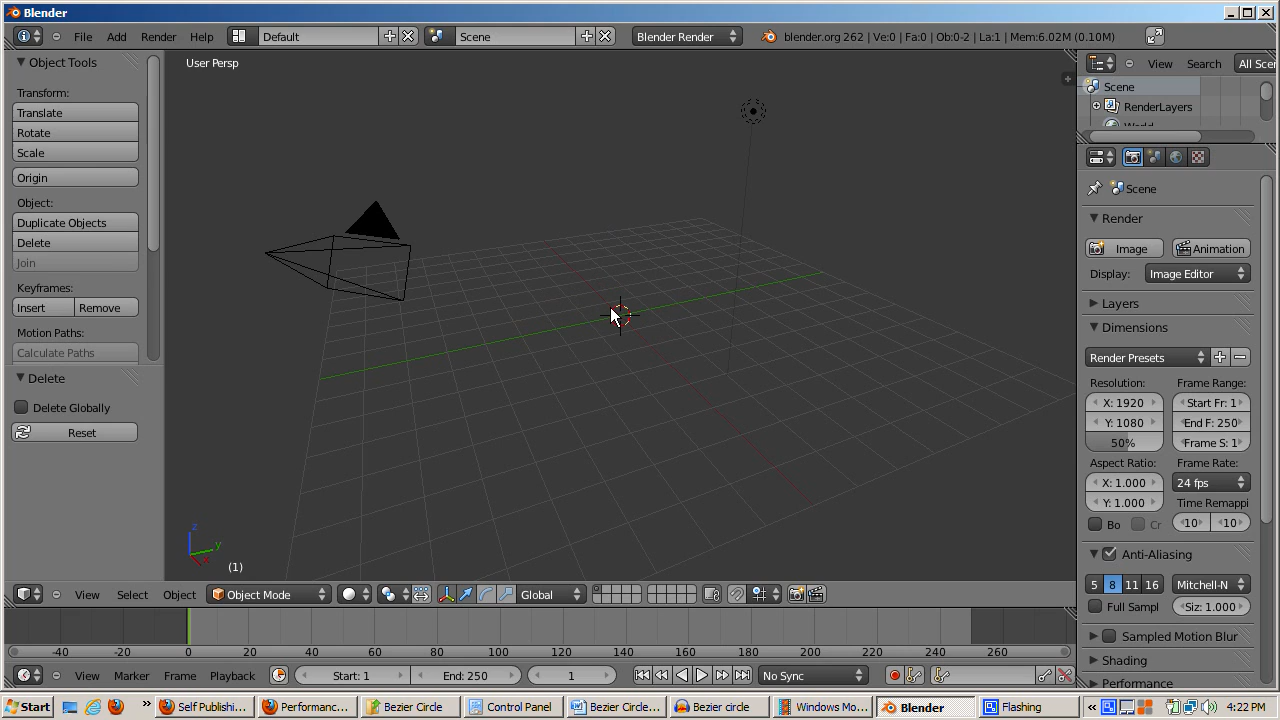 Blender
File Add Render Help Default Scene Blender Render blender.org 262 | Ve:0 | Fa:0 | Ob:0-2 | La:1 | Mem:6.02M (0.10M)
View Search All Scen
Scene
RenderLayers
World
Object Tools
Transform:
Translate
Rotate
Scale
Origin
Object:
Duplicate Objects
Delete
Join
Keyframes:
Insert Remove
Motion Paths:
Calculate Paths
Delete
Delete Globally
Reset
User Persp
z
y
x
(1)
Scene
Render
Image Animation
Display: Image Editor
Layers
Dimensions
Render Presets
Resolution: Frame Range:
X: 1920 Start Fr: 1
Y: 1080 End F: 250
50% Frame S: 1
Aspect Ratio: Frame Rate:
X: 1.000 24 fps
Y: 1.000 Time Remappi
Bo Cr 10 10
Anti-Aliasing
5 8 11 16 Mitchell-N
Full Sampl Siz: 1.000
Sampled Motion Blur
Shading
Performance
View Select Object Object Mode Global
-40 -20 0 20 40 60 80 100 120 140 160 180 200 220 240 260
View Marker Frame Playback Start: 1 End: 250 1 No Sync
Start » Self Publishi... Performanc... Bezier Circle Control Panel Bezier Circle... Bezier circle Windows Mo... Blender Flashing « 4:22 PM